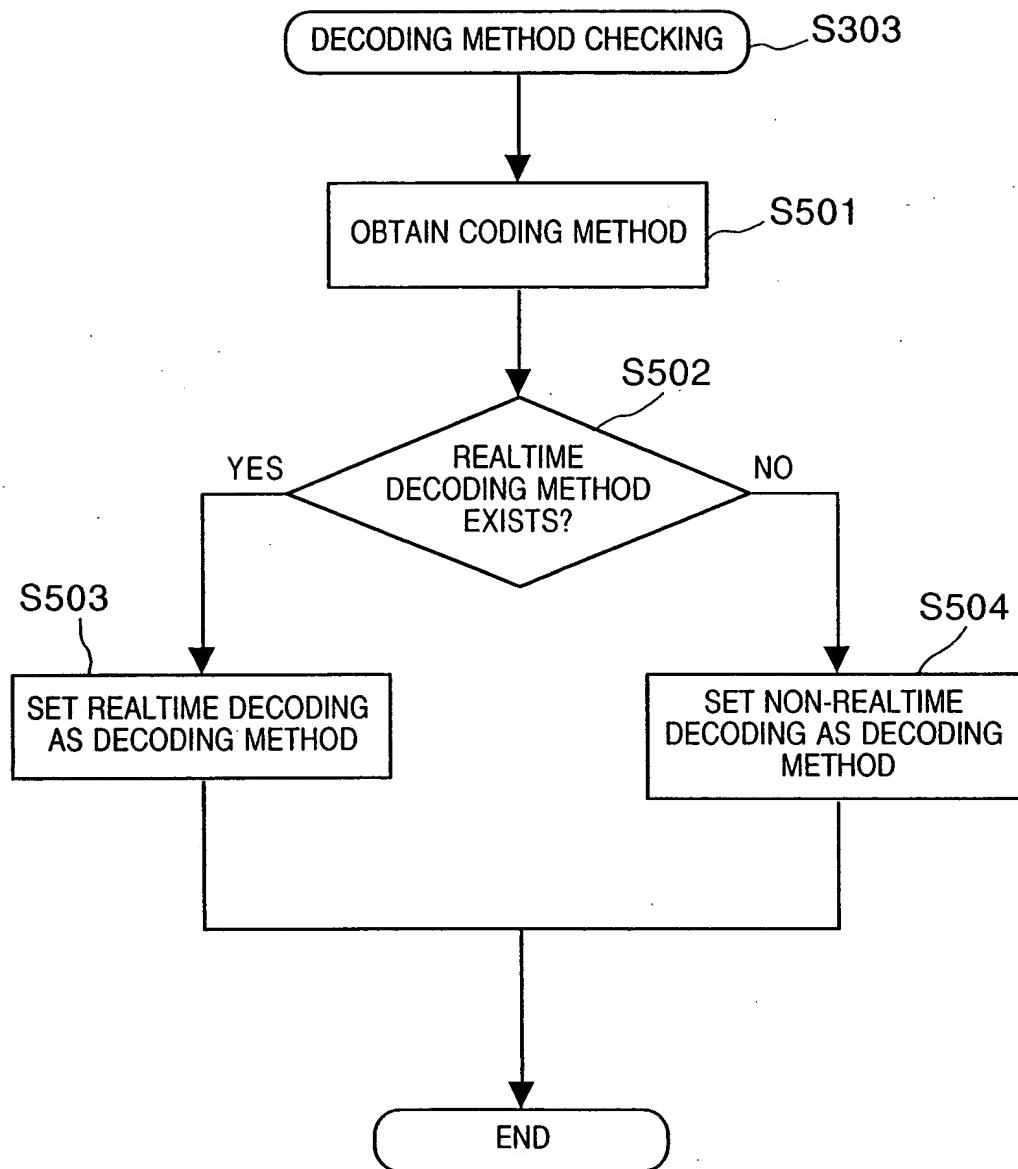 DECODING METHOD CHECKING
S303
OBTAIN CODING METHOD
S501
S502
REALTIME
DECODING METHOD
EXISTS?
YES
NO
S503
SET REALTIME DECODING
AS DECODING METHOD
S504
SET NON-REALTIME
DECODING AS DECODING
METHOD
END